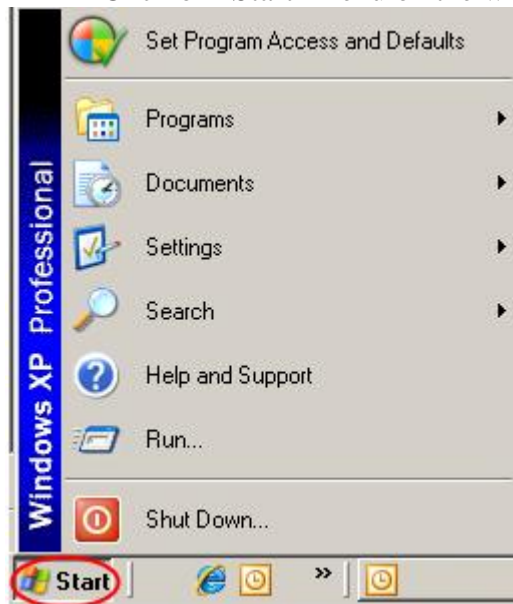 Set Program Access and Defaults
Programs
Documents
Settings
Search
Help and Support
Run...
Shut Down...
Windows XP Professional
Start
»